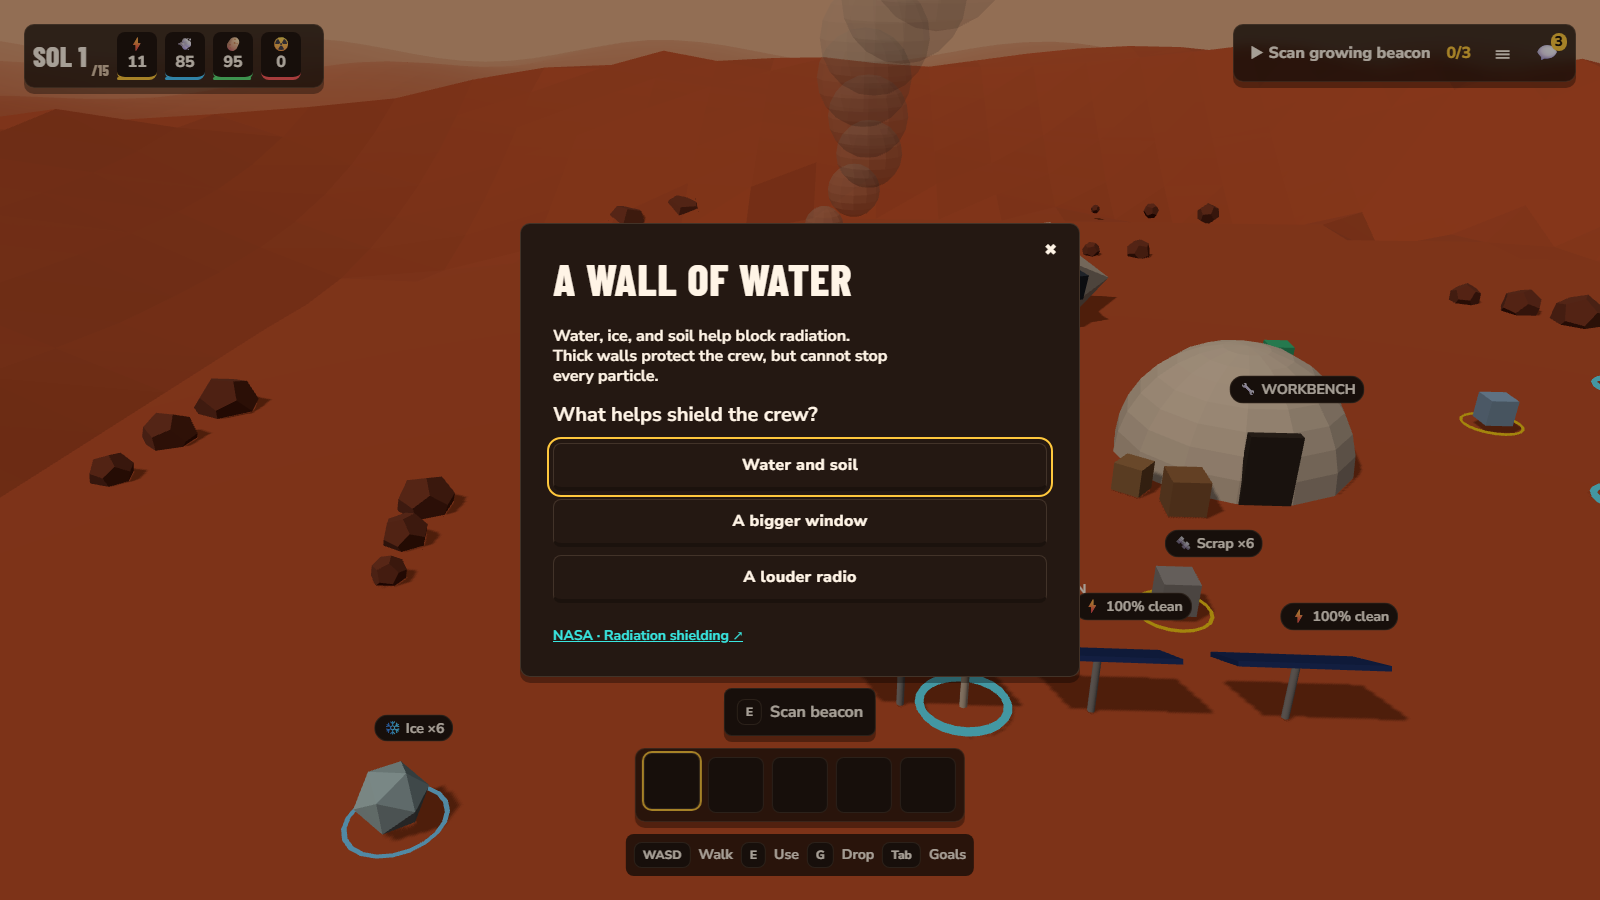 SOL 1 /15
11 85 95 0
Scan growing beacon 0/3
3
A WALL OF WATER
Water, ice, and soil help block radiation.
Thick walls protect the crew, but cannot stop
every particle.
What helps shield the crew?
Water and soil
A bigger window
A louder radio
NASA · Radiation shielding ↗
WORKBENCH
Scrap ×6
100% clean
100% clean
Ice ×6
E Scan beacon
WASD Walk E Use G Drop Tab Goals